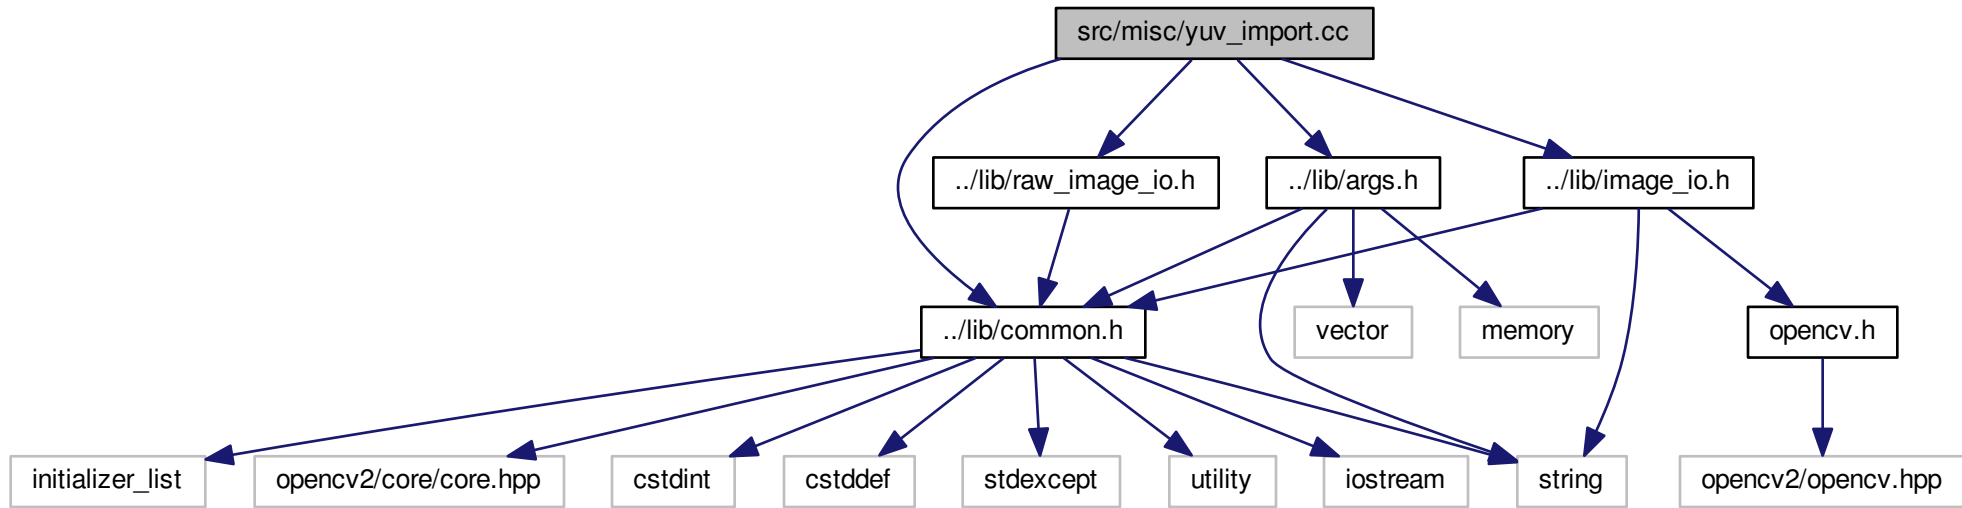 src/misc/yuv_import.cc
../lib/raw_image_io.h
../lib/args.h
../lib/image_io.h
../lib/common.h
vector
memory
opencv.h
initializer_list
opencv2/core/core.hpp
cstdint
cstddef
stdexcept
utility
iostream
string
opencv2/opencv.hpp